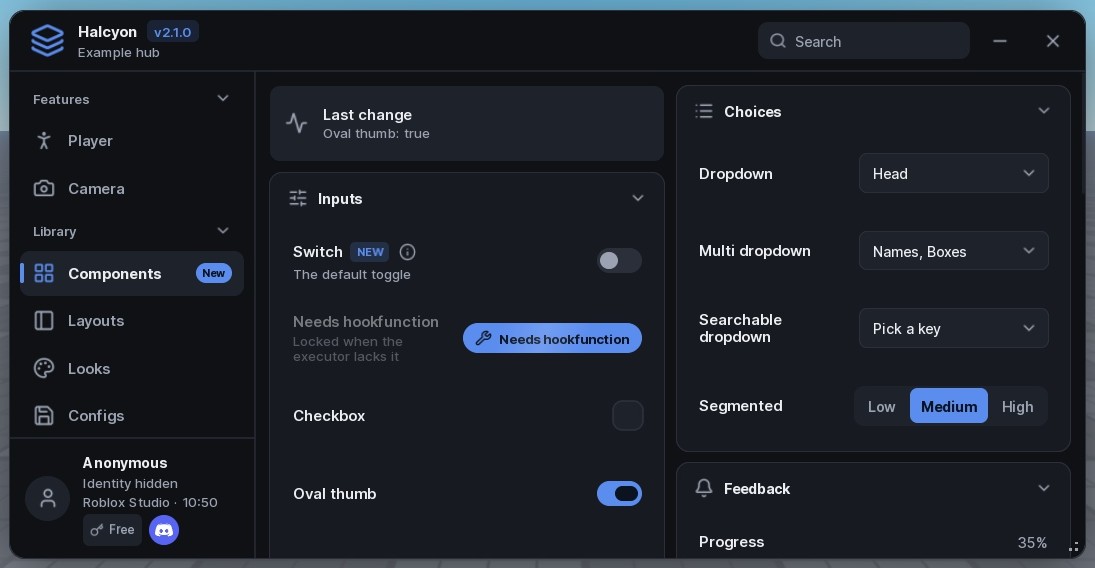 Halcyon v2.1.0
Example hub
Search
Features
Player
Camera
Library
Components New
Layouts
Looks
Configs
Anonymous
Identity hidden
Roblox Studio · 10:50
Free
Last change
Oval thumb: true
Inputs
Switch NEW
The default toggle
Needs hookfunction
Locked when the
executor lacks it
Needs hookfunction
Checkbox
Oval thumb
Choices
Dropdown
Head
Multi dropdown
Names, Boxes
Searchable
dropdown
Pick a key
Segmented
Low Medium High
Feedback
Progress
35%